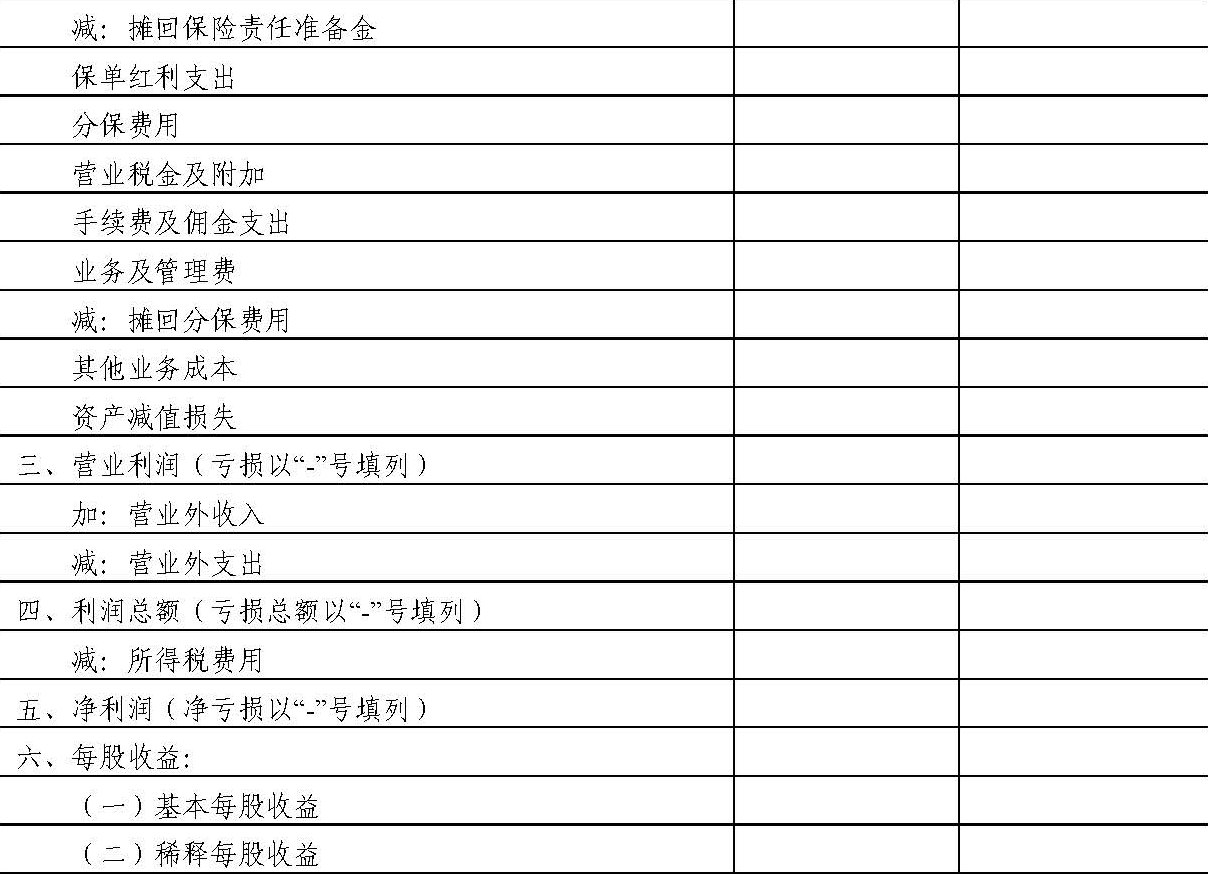 减：摊回保险责任准备金
保单红利支出
分保费用
营业税金及附加
手续费及佣金支出
业务及管理费
减：摊回分保费用
其他业务成本
资产减值损失
三、营业利润（亏损以“-”号填列）
加：营业外收入
减：营业外支出
四、利润总额（亏损总额以“-”号填列）
减：所得税费用
五、净利润（净亏损以“-”号填列）
六、每股收益:
（一）基本每股收益
（二）稀释每股收益